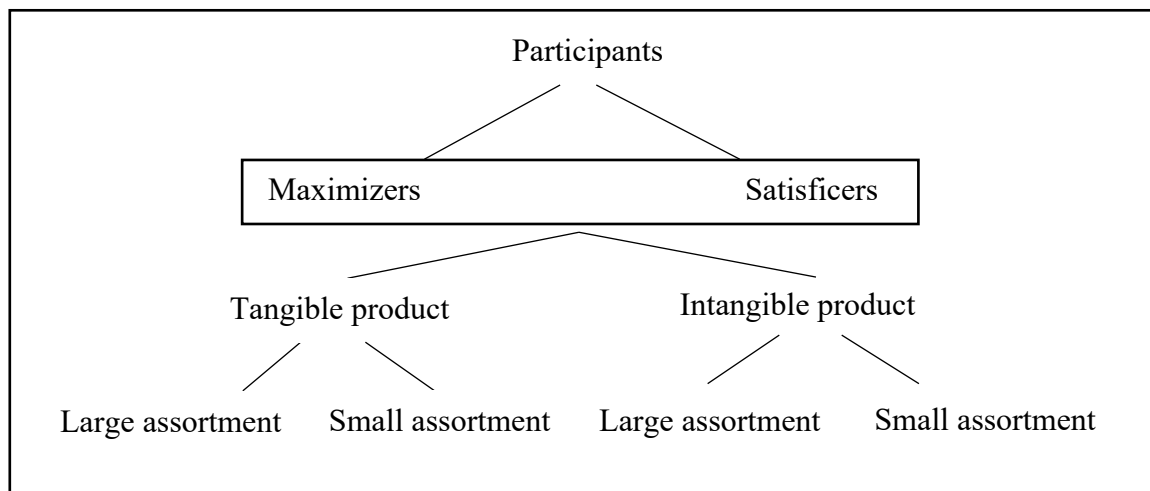 Participants
Maximizers Satisficers
Tangible product Intangible product
Large assortment Small assortment Large assortment Small assortment